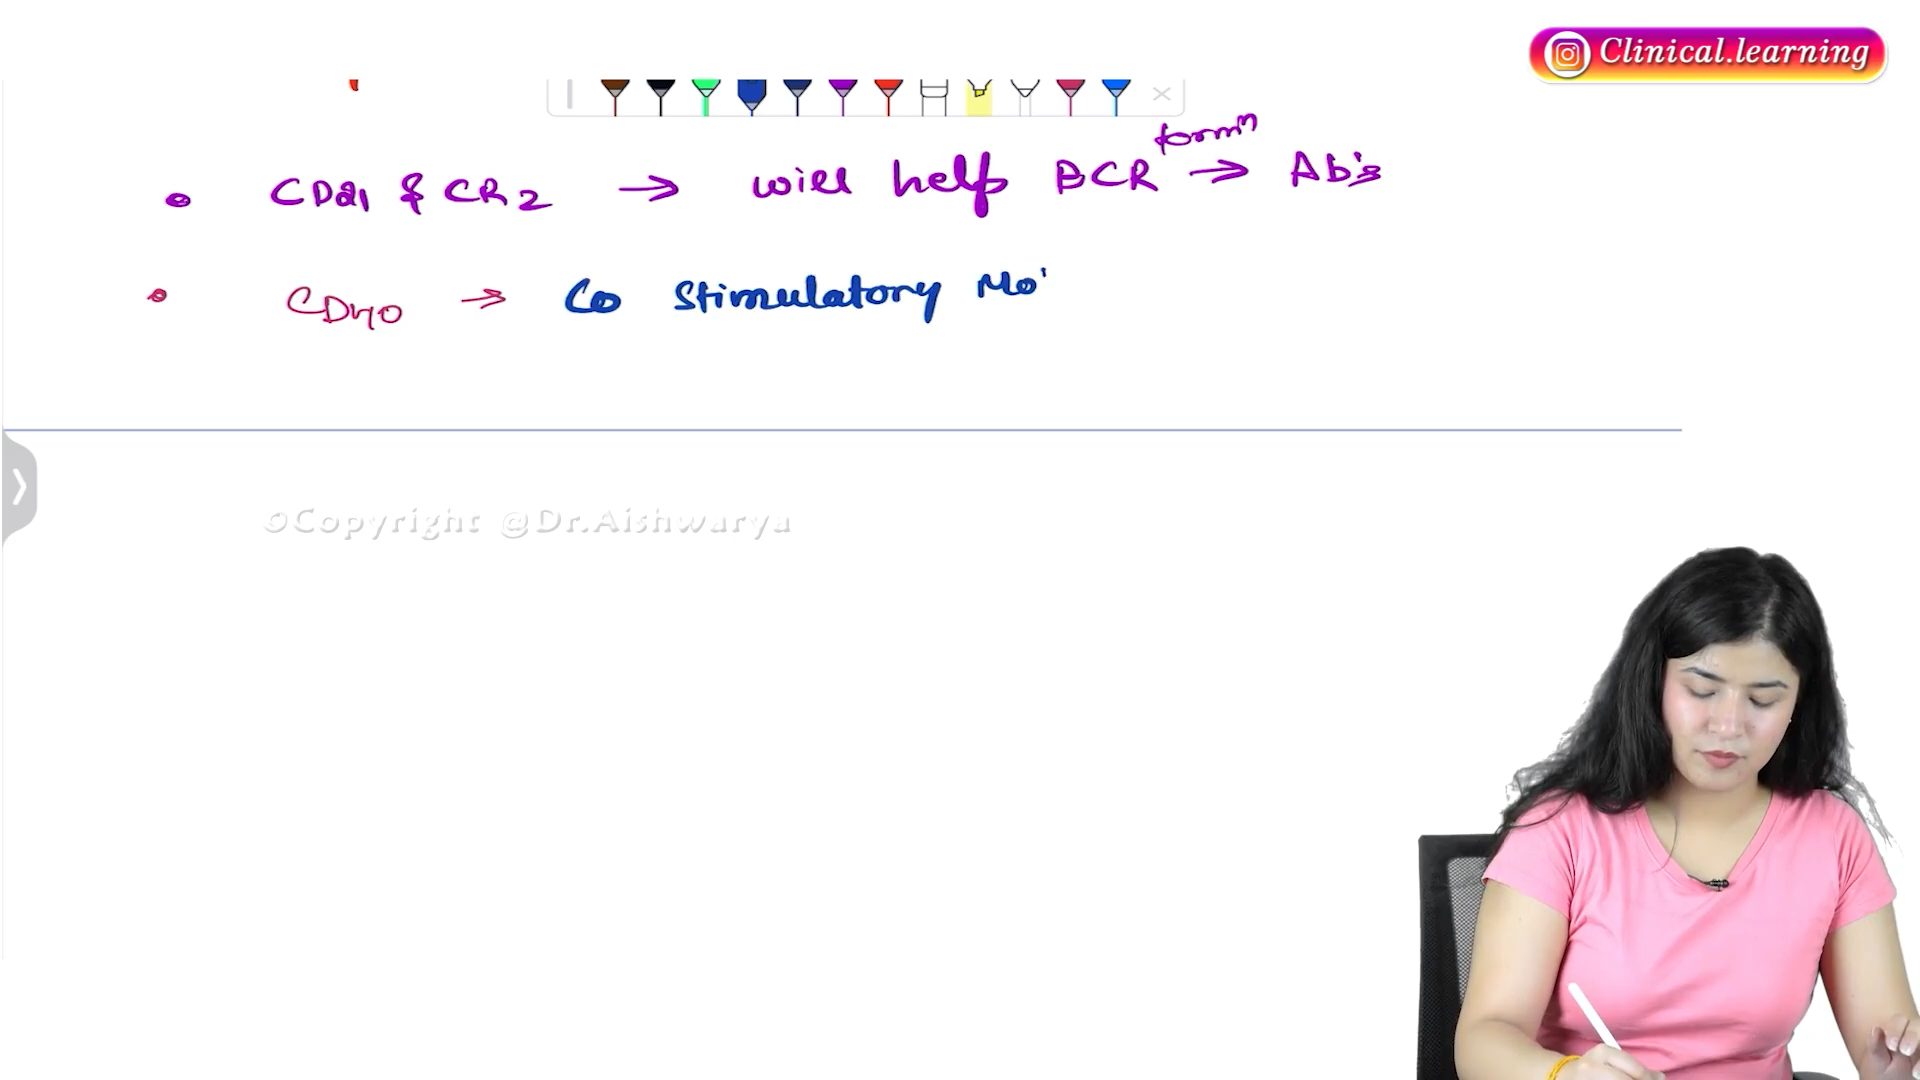 Clinical.learning
formⁿ
• CD21 & CR2 → will help BCR → Ab's
• CD40 → Co Stimulatory Mo'
©Copyright @Dr.Aishwarya